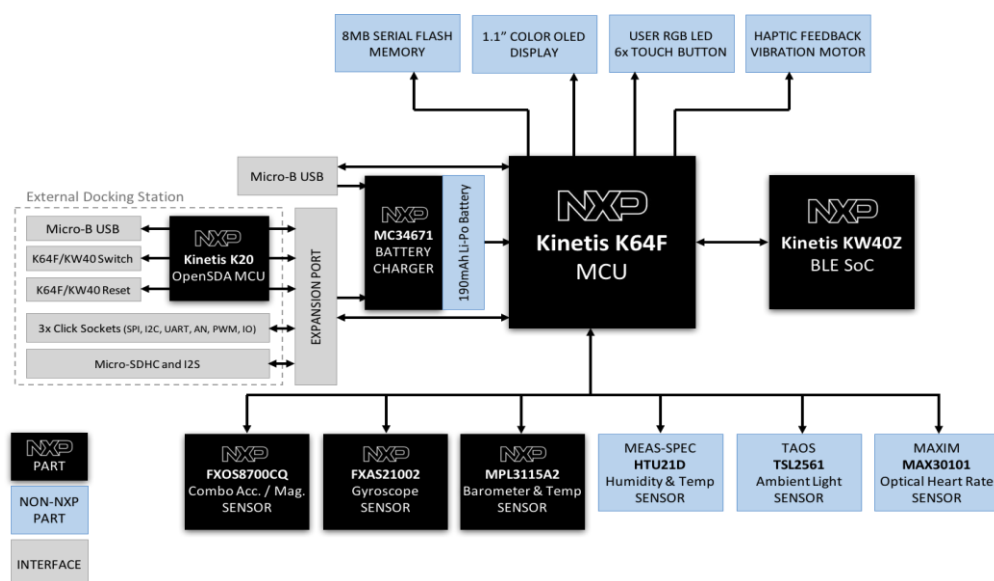 8MB SERIAL FLASH
MEMORY
1.1” COLOR OLED
DISPLAY
USER RGB LED
6x TOUCH BUTTON
HAPTIC FEEDBACK
VIBRATION MOTOR
Micro-B USB
NXP
MC34671
BATTERY
CHARGER
190mAh Li-Po Battery
NXP
Kinetis K64F
MCU
NXP
Kinetis KW40Z
BLE SoC
External Docking Station
Micro-B USB
K64F/KW40 Switch
K64F/KW40 Reset
NXP
Kinetis K20
OpenSDA MCU
3x Click Sockets (SPI, I2C, UART, AN, PWM, IO)
Micro-SDHC and I2S
EXPANSION PORT
NXP
PART
NON-NXP
PART
INTERFACE
NXP
FXOS8700CQ
Combo Acc. / Mag.
SENSOR
NXP
FXAS21002
Gyroscope
SENSOR
NXP
MPL3115A2
Barometer & Temp
SENSOR
MEAS-SPEC
HTU21D
Humidity & Temp
SENSOR
TAOS
TSL2561
Ambient Light
SENSOR
MAXIM
MAX30101
Optical Heart Rate
SENSOR